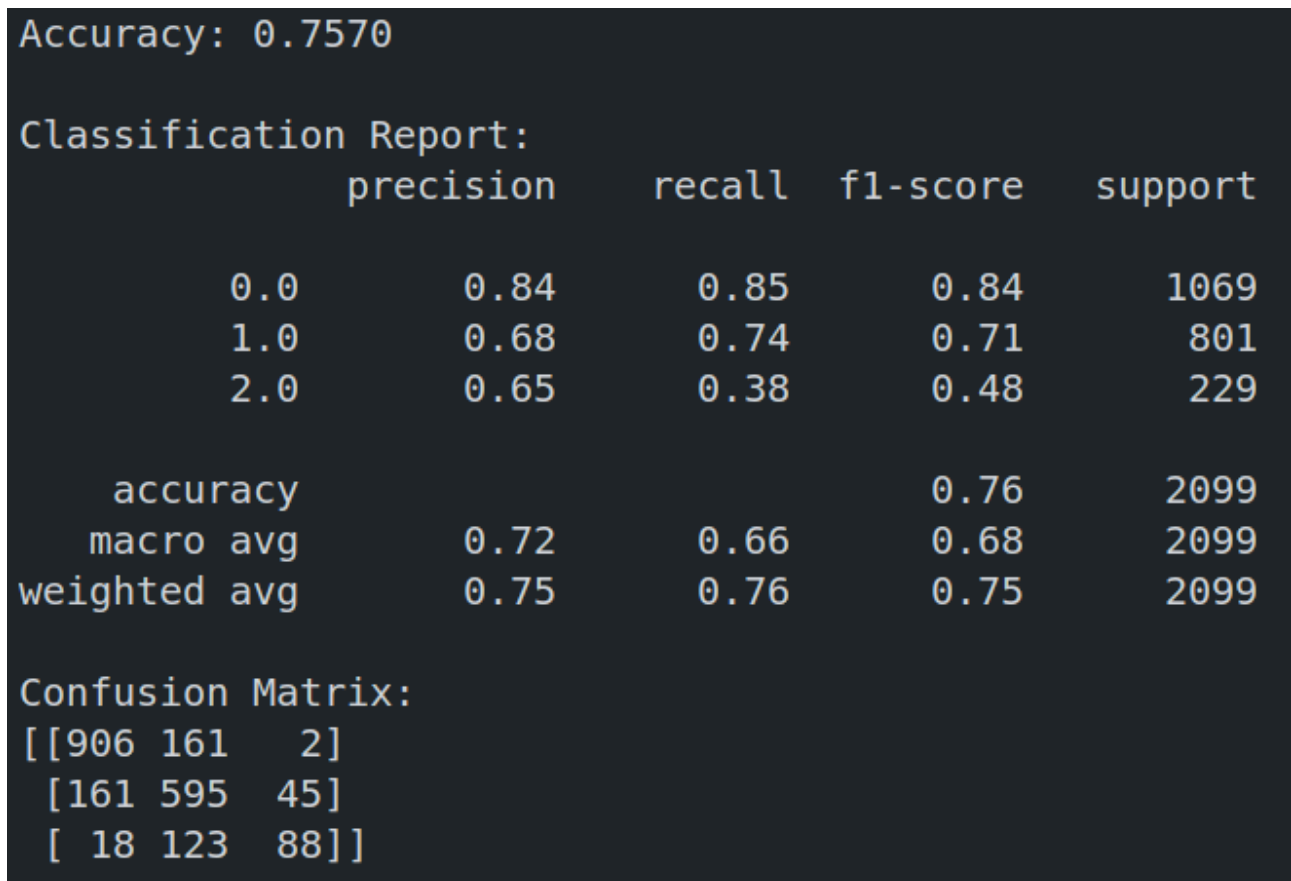 Accuracy: 0.7570
Classification Report:
precision recall f1-score support
0.0 0.84 0.85 0.84 1069
1.0 0.68 0.74 0.71 801
2.0 0.65 0.38 0.48 229
accuracy 0.76 2099
macro avg 0.72 0.66 0.68 2099
weighted avg 0.75 0.76 0.75 2099
Confusion Matrix:
[[906 161 2]
[161 595 45]
[ 18 123 88]]